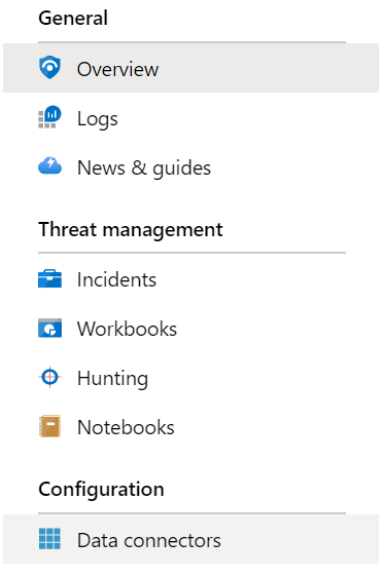 General
Overview
Logs
News & guides
Threat management
Incidents
Workbooks
Hunting
Notebooks
Configuration
Data connectors